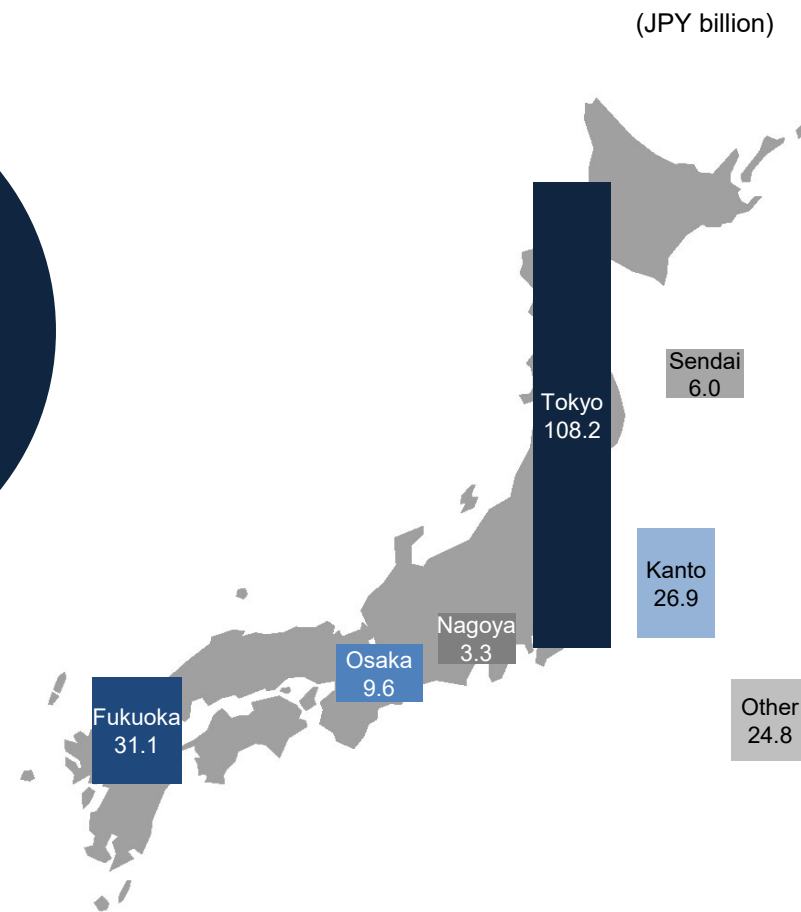 (JPY billion)
Sendai
6.0
Tokyo
108.2
Kanto
26.9
Nagoya
3.3
Osaka
9.6
Fukuoka
31.1
Other
24.8